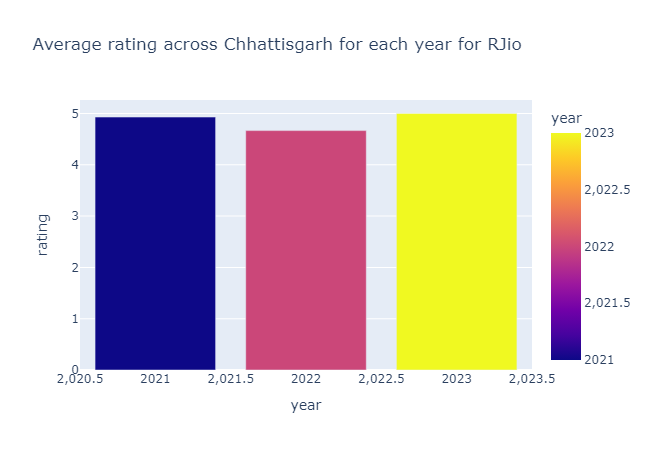 Average rating across Chhattisgarh for each year for RJio
year
2023
2,022.5
2022
2,021.5
2021
rating
5
4
3
2
1
0
2,020.5 2021 2,021.5 2022 2,022.5 2023 2,023.5
year